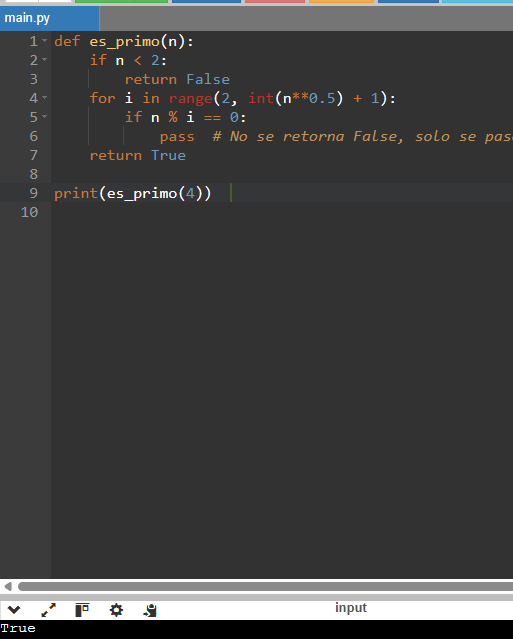 main.py
1 def es_primo(n):
2     if n < 2:
3         return False
4     for i in range(2, int(n**0.5) + 1):
5         if n % i == 0:
6             pass  # No se retorna False, solo se
7     return True
8
9 print(es_primo(4))
10
input
True